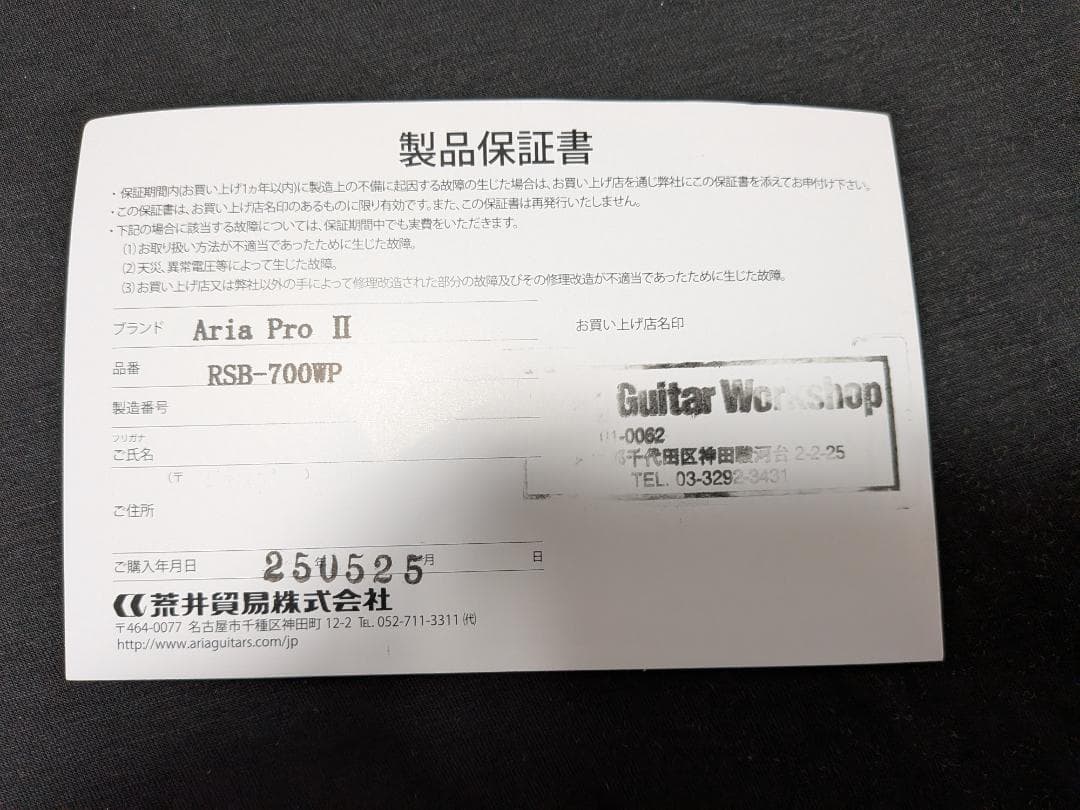 製品保証書
・保証期間内(お買い上げ1ヵ年以内)に製造上の不備に起因する故障の生じた場合は、お買い上げ店を通じ弊社にこの保証書を添えてお申付け下さい。
・この保証書は、お買い上げ店名印のあるものに限り有効です。また、この保証書は再発行いたしません。
・下記の場合に該当する故障については、保証期間中でも実費をいただきます。
(1)お取り扱い方法が不適当であったために生じた故障。
(2)天災、異常電圧等によって生じた故障。
(3)お買い上げ店又は弊社以外の手によって修理改造された部分の故障及びその修理改造が不適当であったために生じた故障。
ブランド Aria Pro Ⅱ
品番 RSB-700WP
製造番号
フリガナ
ご氏名
(〒 )
ご住所
ご購入年月日 250525 年 月 日
お買い上げ店名印
Guitar Workshop
1-0062
千代田区神田駿河台 2-2-25
TEL. 03-3292-3431
荒井貿易株式会社
〒464-0077 名古屋市千種区神田町 12-2 TEL. 052-711-3311 ㈹
http://www.ariaguitars.com/jp